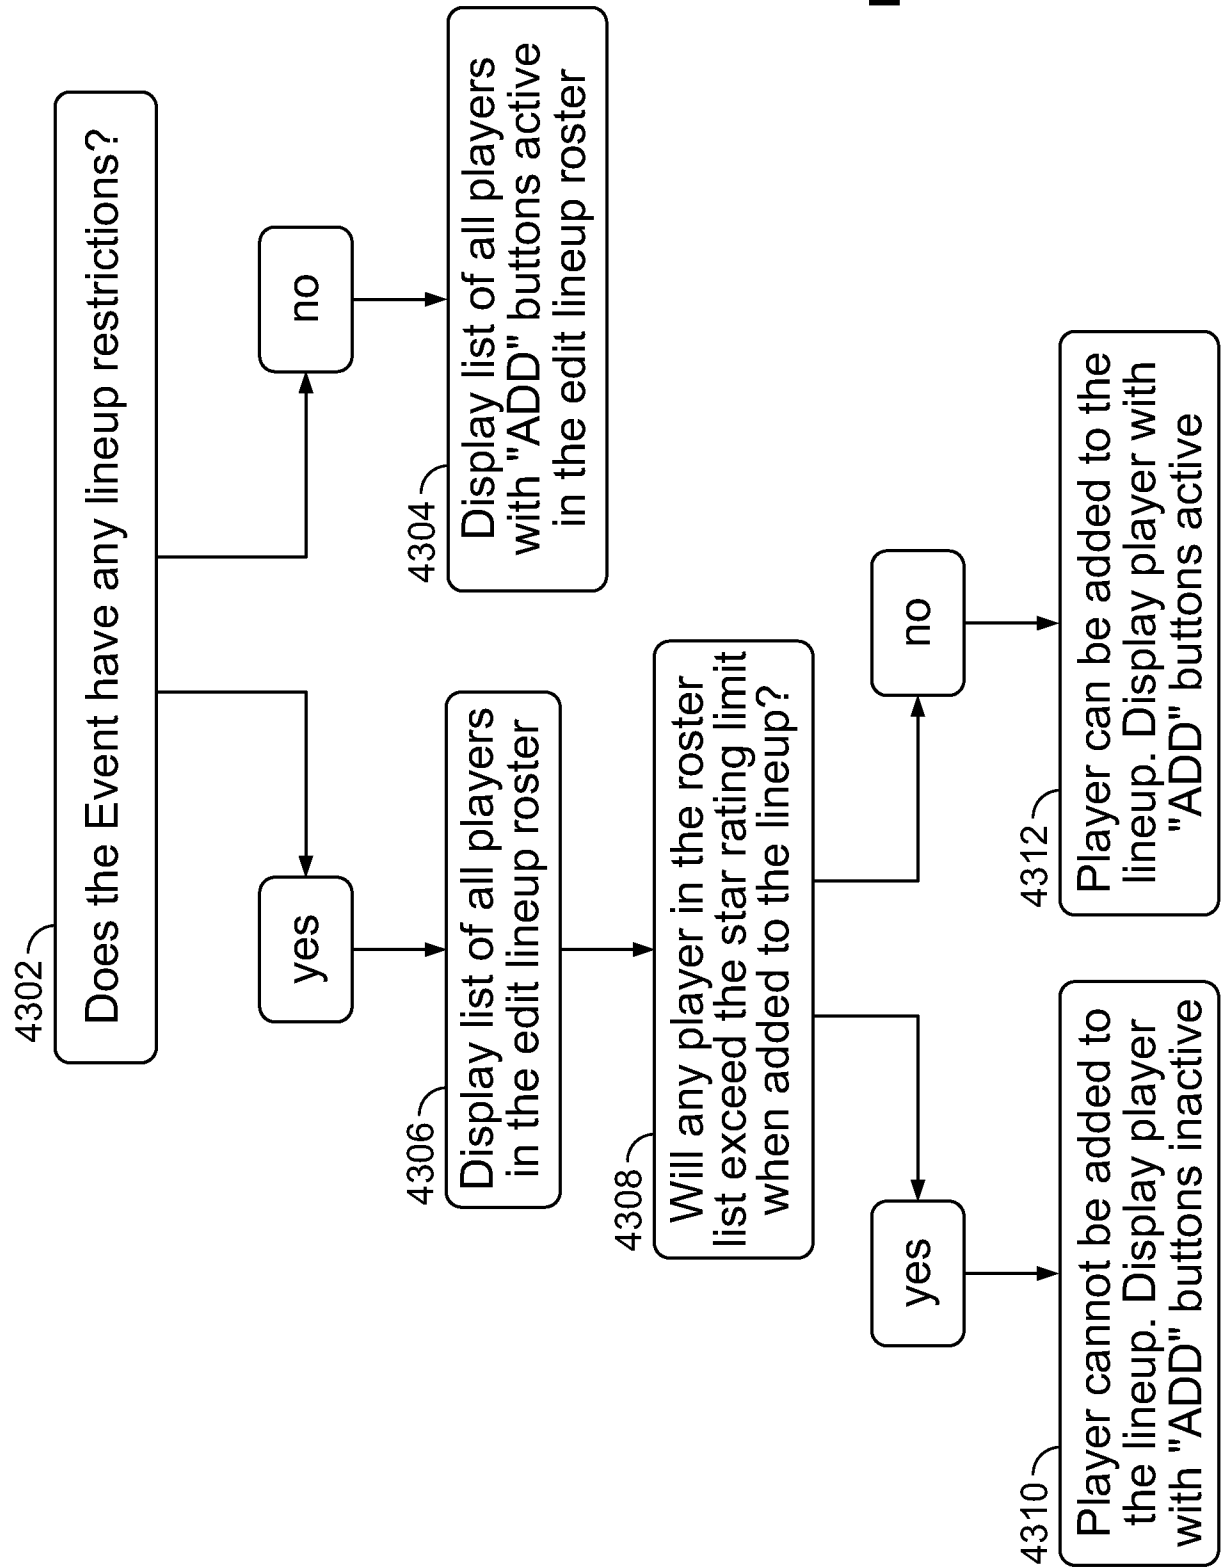 4302
Does the Event have any lineup restrictions?
yes
no
4306
Display list of all players
in the edit lineup roster
4304
Display list of all players
with "ADD" buttons active
in the edit lineup roster
4308
Will any player in the roster
list exceed the star rating limit
when added to the lineup?
yes
no
4310
Player cannot be added to
the lineup. Display player
with "ADD" buttons inactive
4312
Player can be added to the
lineup. Display player with
"ADD" buttons active